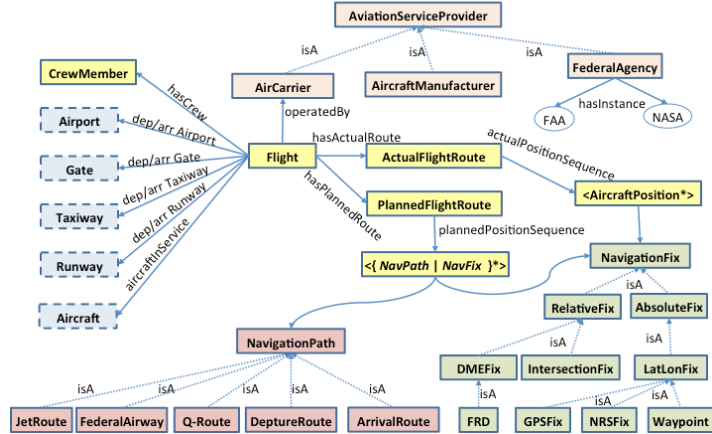 AviationServiceProvider
isA
isA
isA
CrewMember
AirCarrier
AircraftManufacturer
FederalAgency
hasCrew
operatedBy
hasInstance
FAA
NASA
Airport
dep/arr Airport
hasActualRoute
actualPositionSequence
Gate
dep/arr Gate
Flight
ActualFlightRoute
Taxiway
dep/arr Taxiway
hasPlannedRoute
PlannedFlightRoute
<AircraftPosition*>
dep/arr Runway
plannedPositionSequence
Runway
aircraftInService
<{ NavPath | NavFix }*>
NavigationFix
isA
Aircraft
RelativeFix
AbsoluteFix
NavigationPath
isA
isA
isA
DMEFix
IntersectionFix
LatLonFix
isA
isA
isA
isA
isA
isA
isA
isA
JetRoute
FederalAirway
Q-Route
DeptureRoute
ArrivalRoute
FRD
GPSFix
NRSFix
Waypoint